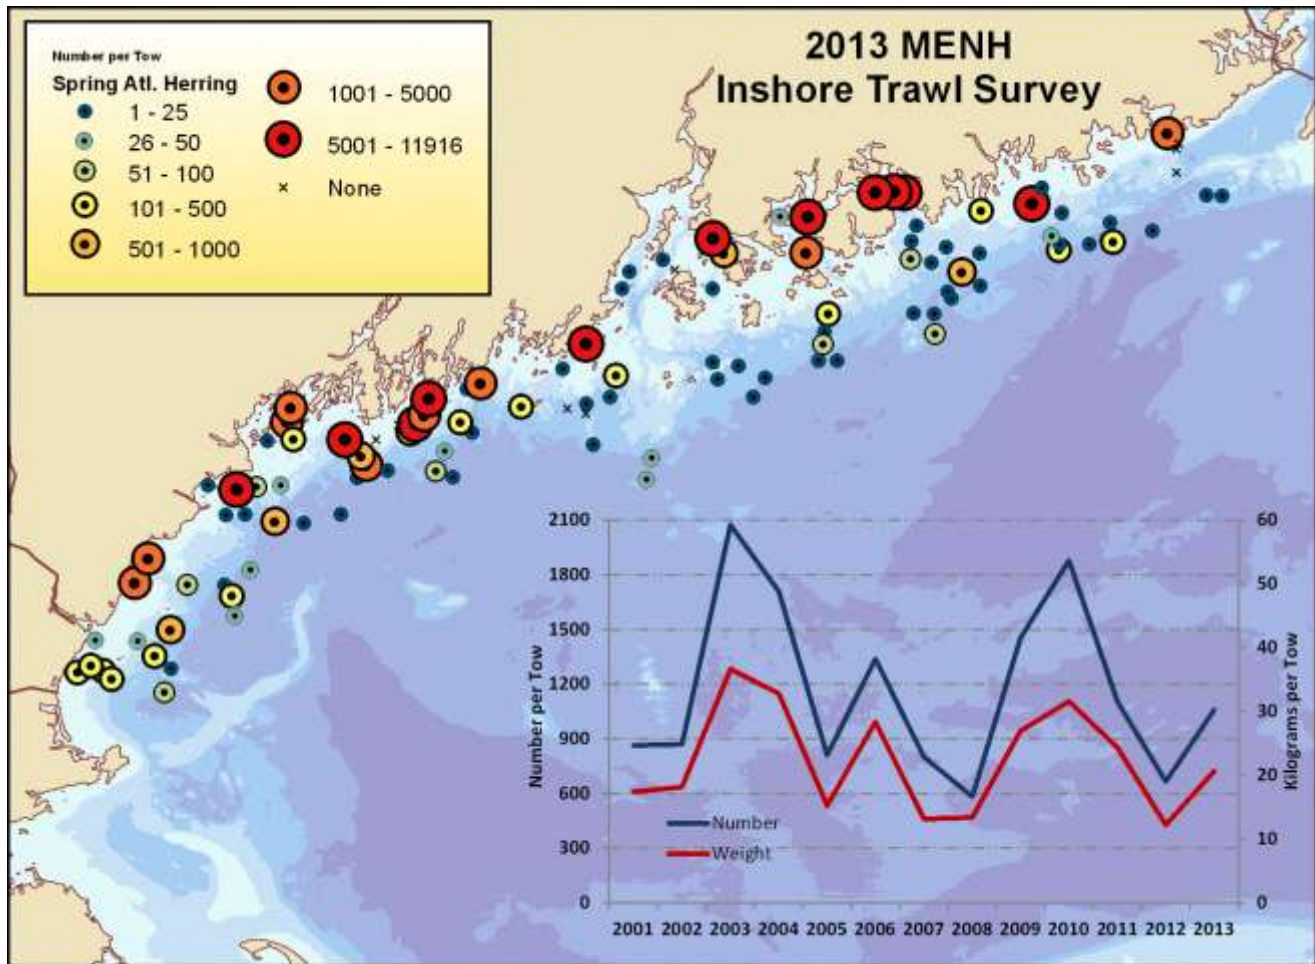 2013 MENH
Inshore Trawl Survey
Number per Tow
Spring Atl. Herring
1 - 25
26 - 50
51 - 100
101 - 500
501 - 1000
1001 - 5000
5001 - 11916
None
2100
1800
1500
1200
900
600
300
0
Number per Tow
60
50
40
30
20
10
0
Kilograms per Tow
Number
Weight
2001 2002 2003 2004 2005 2006 2007 2008 2009 2010 2011 2012 2013